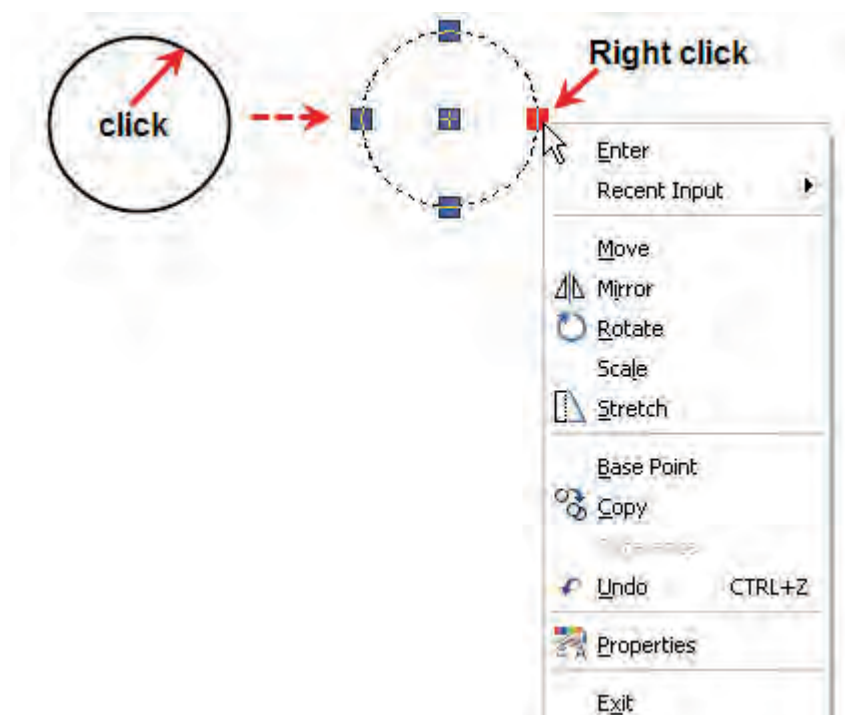 click
Right click
Enter
Recent Input
Move
Mirror
Rotate
Scale
Stretch
Base Point
Copy
Undo CTRL+Z
Properties
Exit